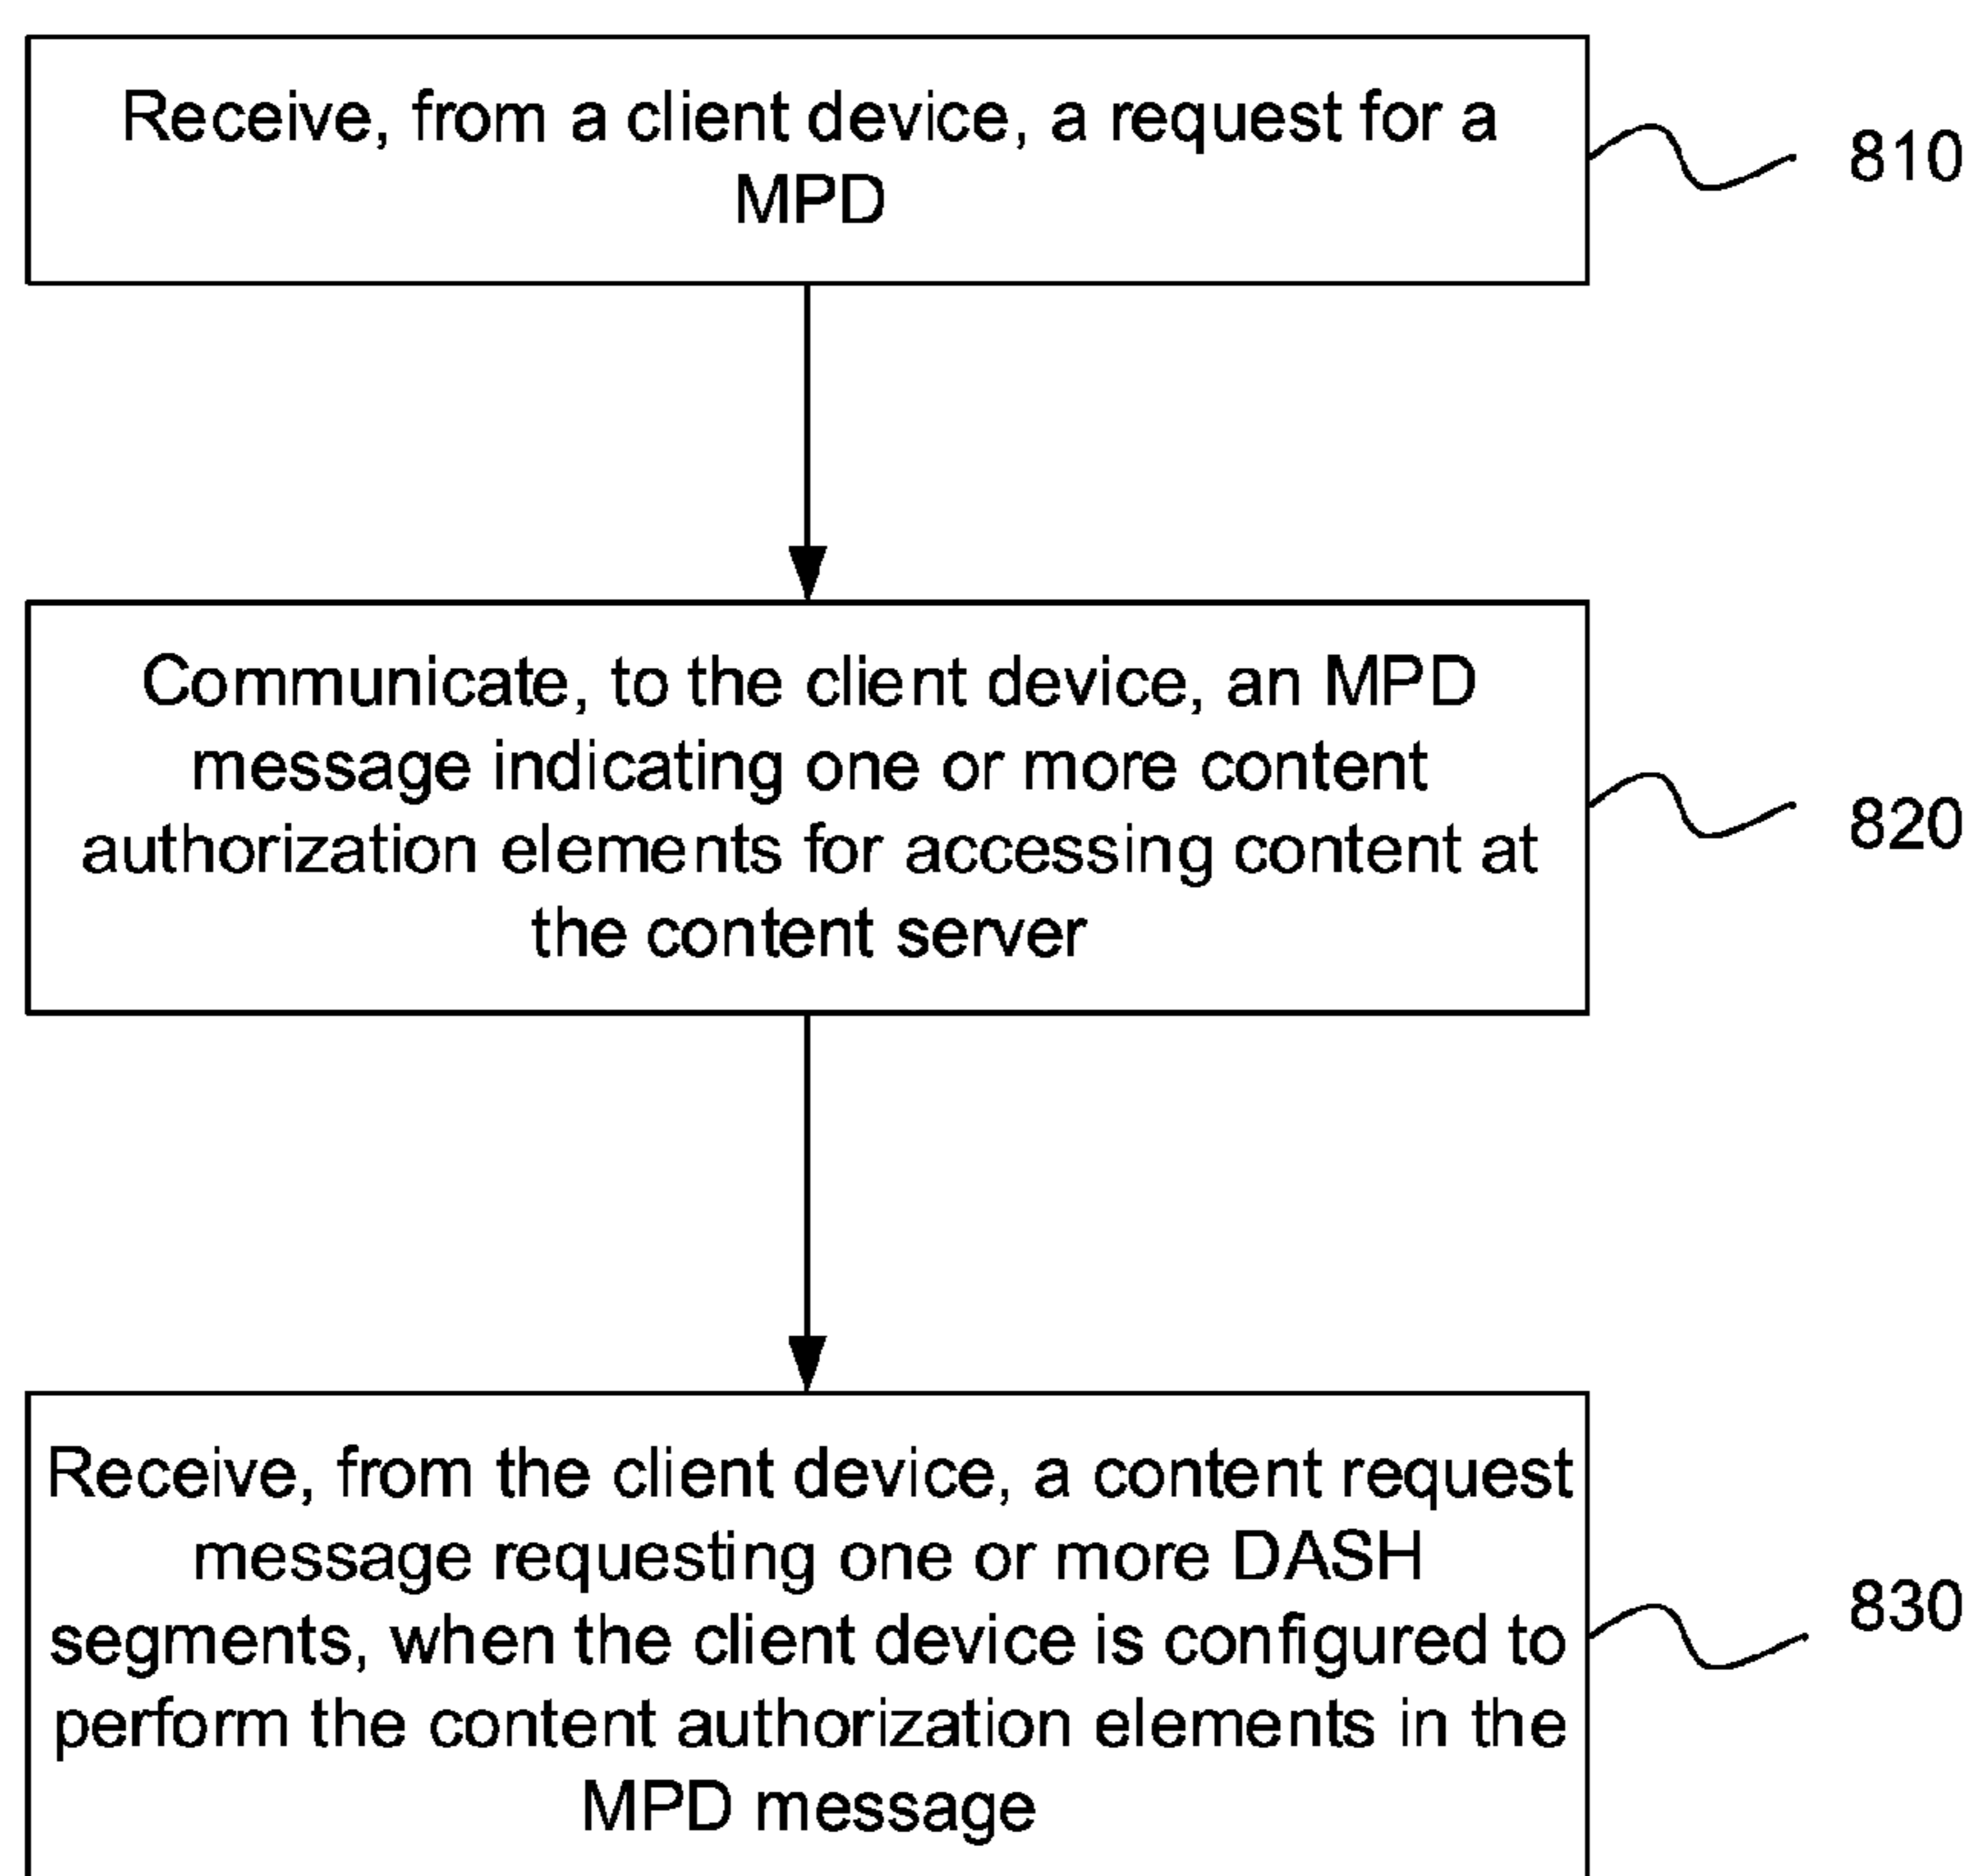 Receive, from a client device, a request for a
MPD
810
Communicate, to the client device, an MPD
message indicating one or more content
authorization elements for accessing content at
the content server
820
Receive, from the client device, a content request
message requesting one or more DASH
segments, when the client device is configured to
perform the content authorization elements in the
MPD message
830